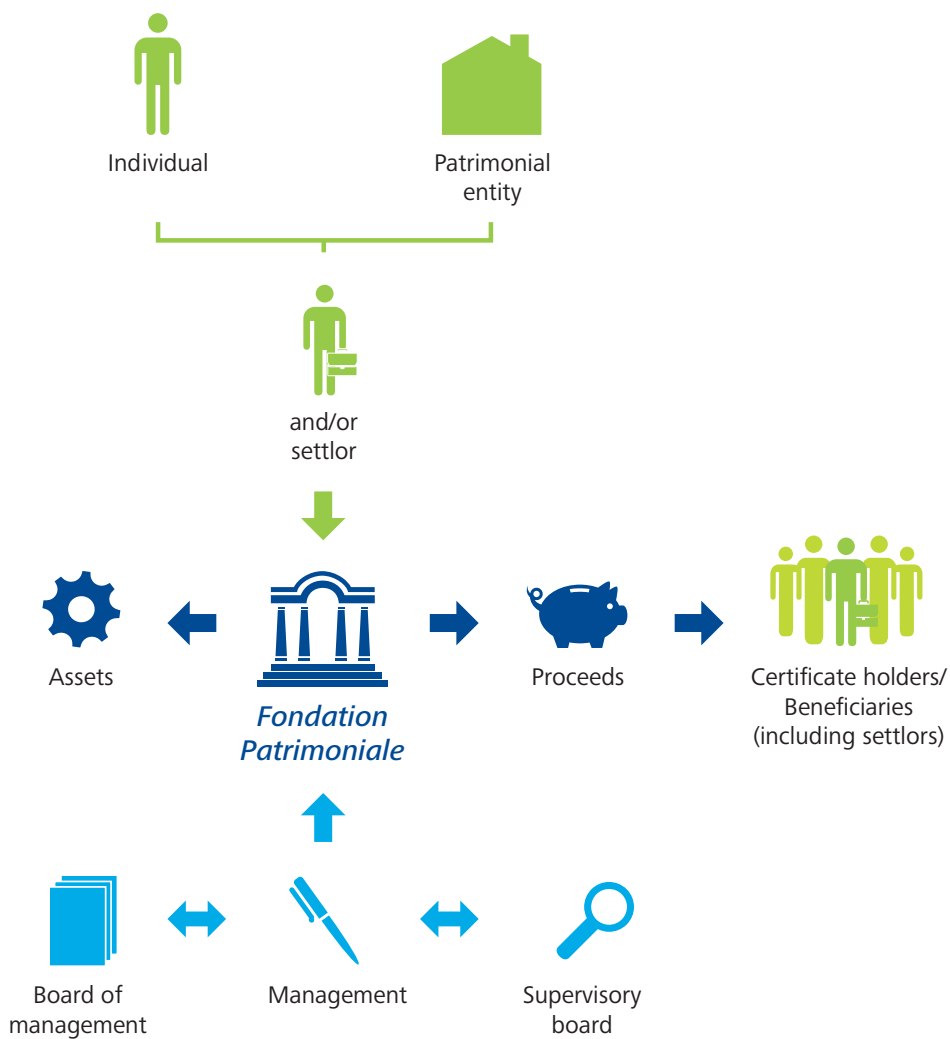 Individual
Patrimonial
entity
and/or
settlor
Assets
Fondation
Patrimoniale
Proceeds
Certificate holders/
Beneficiaries
(including settlors)
Board of
management
Management
Supervisory
board